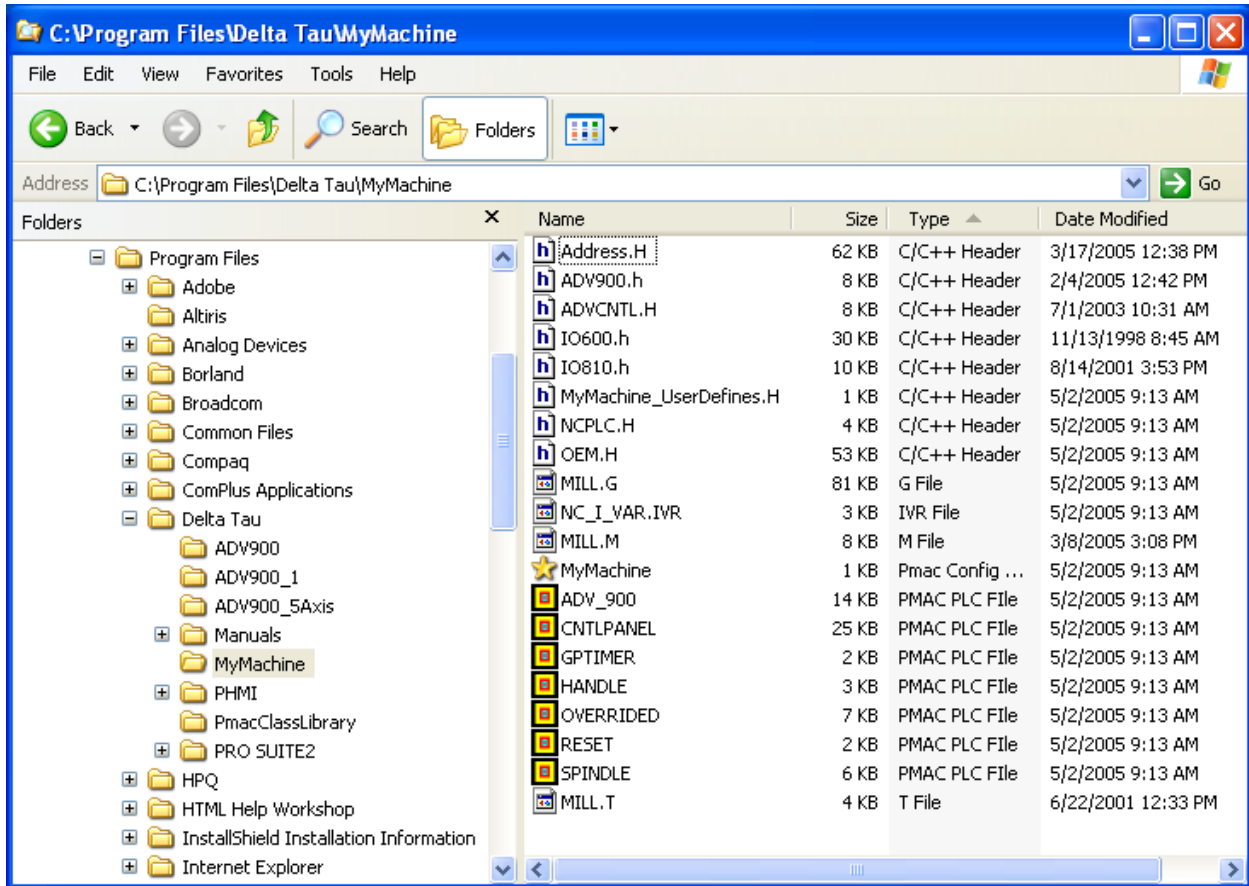 C:\Program Files\Delta Tau\MyMachine
File Edit View Favorites Tools Help
Back Search Folders
Address C:\Program Files\Delta Tau\MyMachine Go
Folders
Program Files
Adobe
Altiris
Analog Devices
Borland
Broadcom
Common Files
Compaq
ComPlus Applications
Delta Tau
ADV900
ADV900_1
ADV900_5Axis
Manuals
MyMachine
PHMI
PmacClassLibrary
PRO SUITE2
HPQ
HTML Help Workshop
InstallShield Installation Information
Internet Explorer
Name Size Type Date Modified
Address.H 62 KB C/C++ Header 3/17/2005 12:38 PM
ADV900.h 8 KB C/C++ Header 2/4/2005 12:42 PM
ADVCNTL.H 8 KB C/C++ Header 7/1/2003 10:31 AM
IO600.h 30 KB C/C++ Header 11/13/1998 8:45 AM
IO810.h 10 KB C/C++ Header 8/14/2001 3:53 PM
MyMachine_UserDefines.H 1 KB C/C++ Header 5/2/2005 9:13 AM
NCPLC.H 4 KB C/C++ Header 5/2/2005 9:13 AM
OEM.H 53 KB C/C++ Header 5/2/2005 9:13 AM
MILL.G 81 KB G File 5/2/2005 9:13 AM
NC_I_VAR.IVR 3 KB IVR File 5/2/2005 9:13 AM
MILL.M 8 KB M File 3/8/2005 3:08 PM
MyMachine 1 KB Pmac Config ... 5/2/2005 9:13 AM
ADV_900 14 KB PMAC PLC FIle 5/2/2005 9:13 AM
CNTLPANEL 25 KB PMAC PLC FIle 5/2/2005 9:13 AM
GPTIMER 2 KB PMAC PLC FIle 5/2/2005 9:13 AM
HANDLE 3 KB PMAC PLC FIle 5/2/2005 9:13 AM
OVERRIDED 7 KB PMAC PLC FIle 5/2/2005 9:13 AM
RESET 2 KB PMAC PLC FIle 5/2/2005 9:13 AM
SPINDLE 6 KB PMAC PLC FIle 5/2/2005 9:13 AM
MILL.T 4 KB T File 6/22/2001 12:33 PM